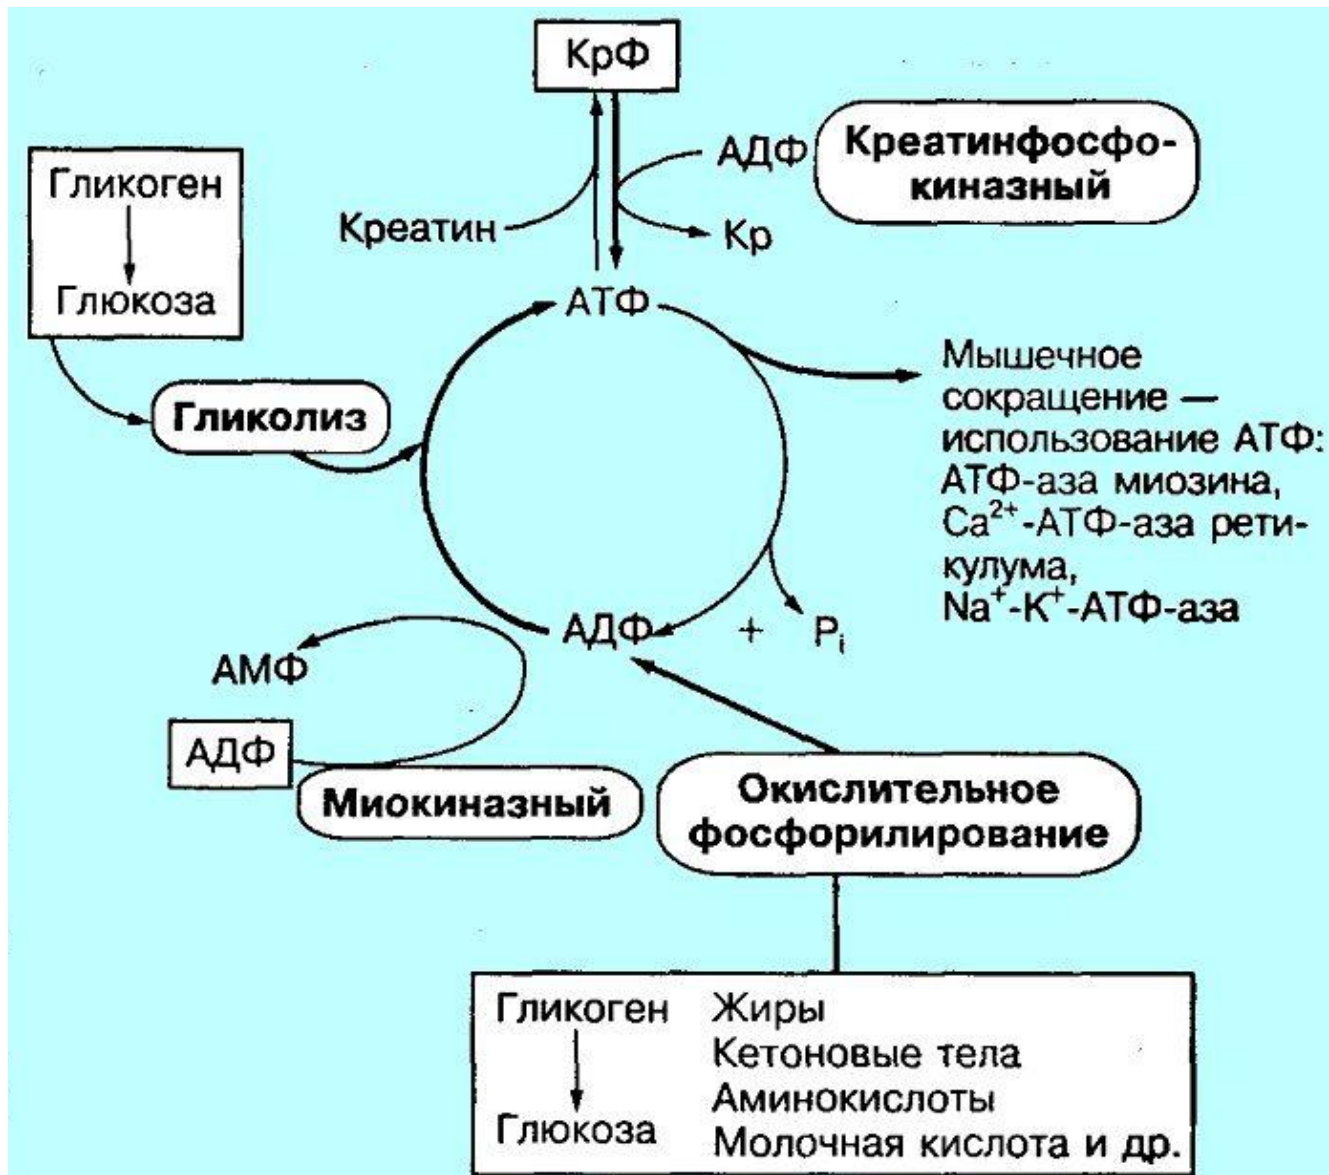 КрФ
АДФ
Креатинфосфо-
киназный
Гликоген
Глюкоза
Креатин
Кр
АТФ
Гликолиз
Мышечное
сокращение —
использование АТФ:
АТФ-аза миозина,
Ca²⁺-АТФ-аза рети-
кулума,
Na⁺-K⁺-АТФ-аза
АДФ + Pᵢ
АМФ
АДФ
Миокиназный
Окислительное
фосфорилирование
Гликоген
Глюкоза
Жиры
Кетоновые тела
Аминокислоты
Молочная кислота и др.